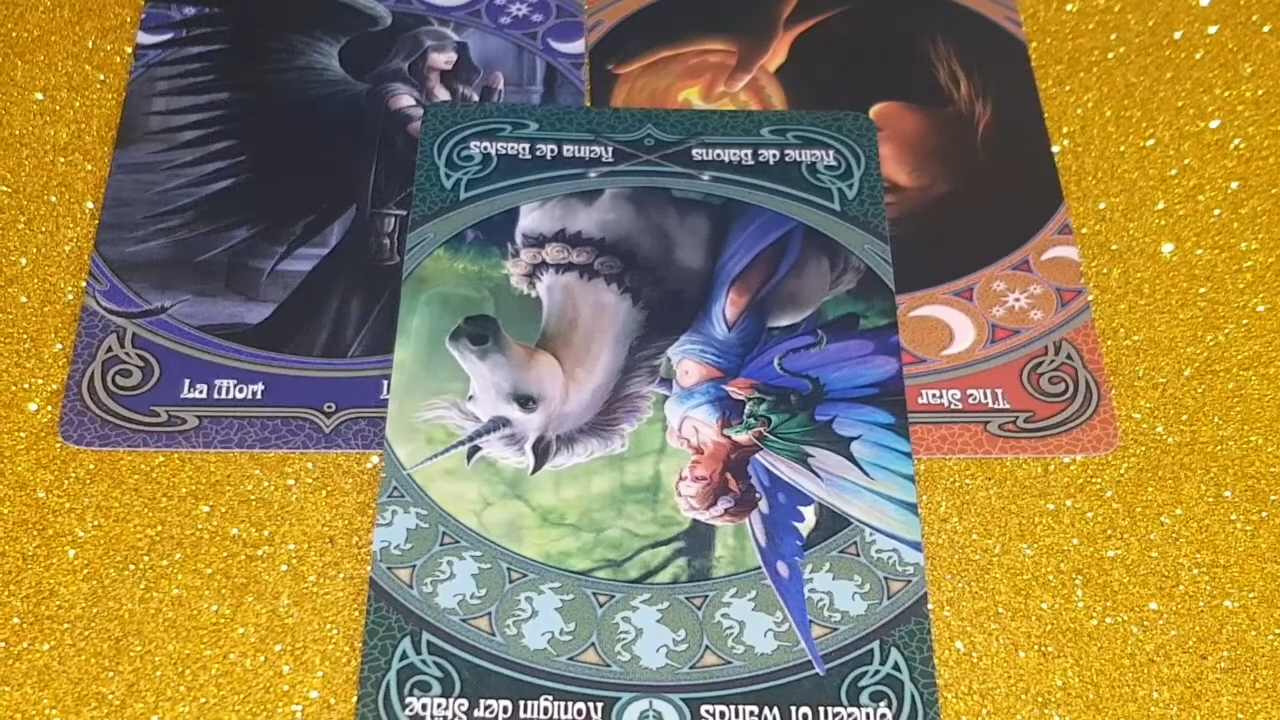 Reina de Bastos
Reine de Bâtons
La Mort
The Star
Königin der Stäbe
Queen of Wands